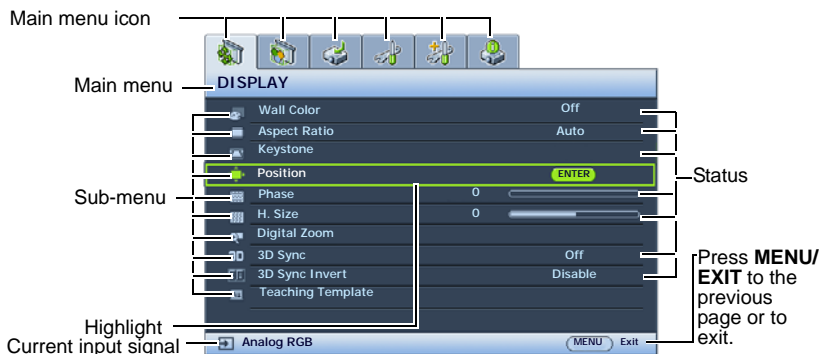 Main menu icon
Main menu
DISPLAY
Wall Color Off
Aspect Ratio Auto
Keystone
Position ENTER
Status
Sub-menu
Phase 0
H. Size 0
Digital Zoom
3D 3D Sync Off
3D Sync Invert Disable
Teaching Template
Press MENU/
EXIT to the
previous
page or to
exit.
Highlight
Current input signal
Analog RGB MENU Exit